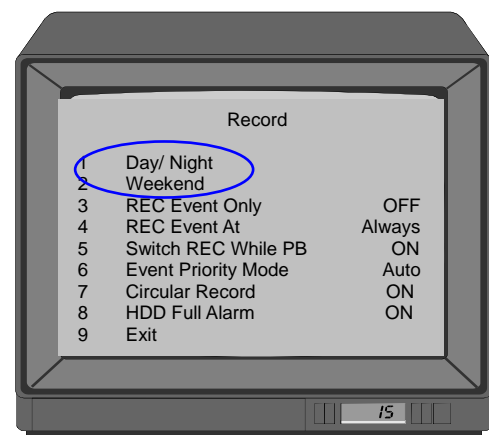 Record
1 Day/ Night
2 Weekend
3 REC Event Only OFF
4 REC Event At Always
5 Switch REC While PB ON
6 Event Priority Mode Auto
7 Circular Record ON
8 HDD Full Alarm ON
9 Exit
15